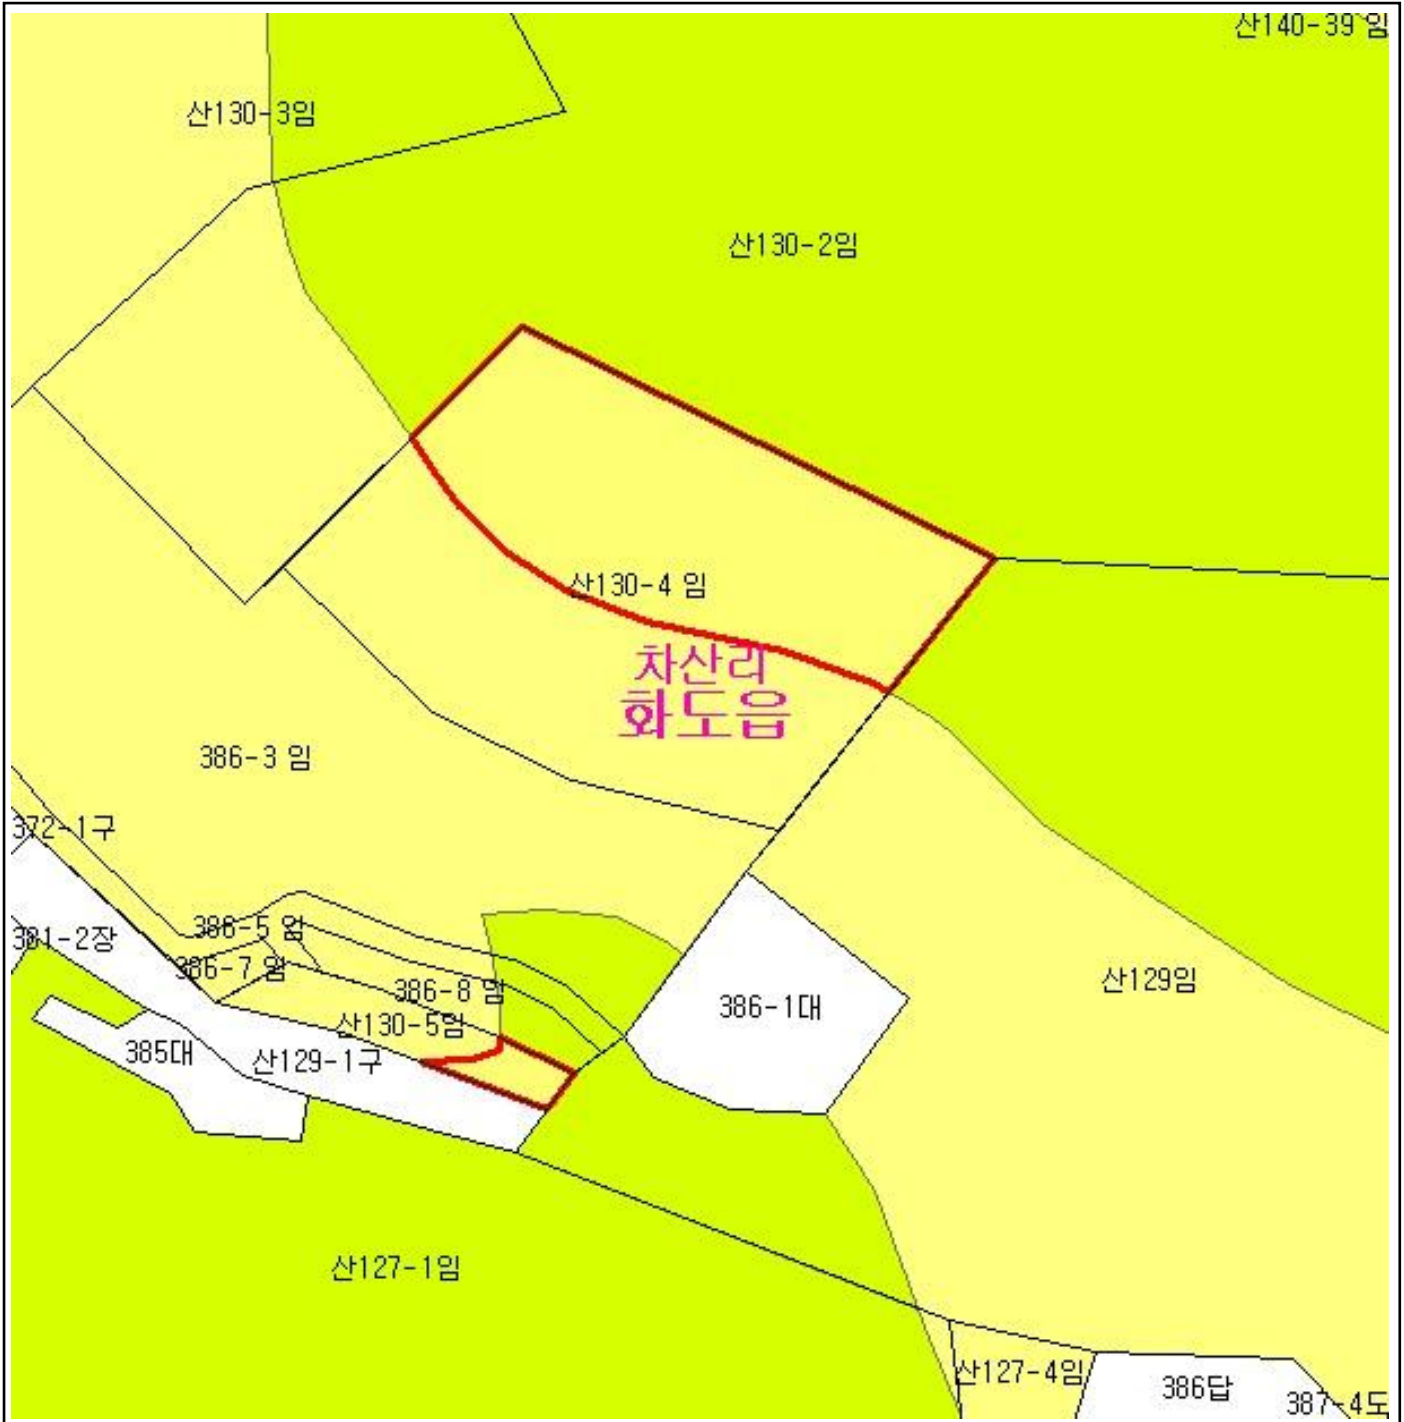 산140-39 임
산130-3임
산130-2임
산130-4 임
차산리
화도읍
386-3 임
372-1구
386-5 임
381-2장
386-7 임
386-8 임
산129임
386-1대
산130-5임
385대
산129-1구
산127-1임
산127-4임
386답
387-4도